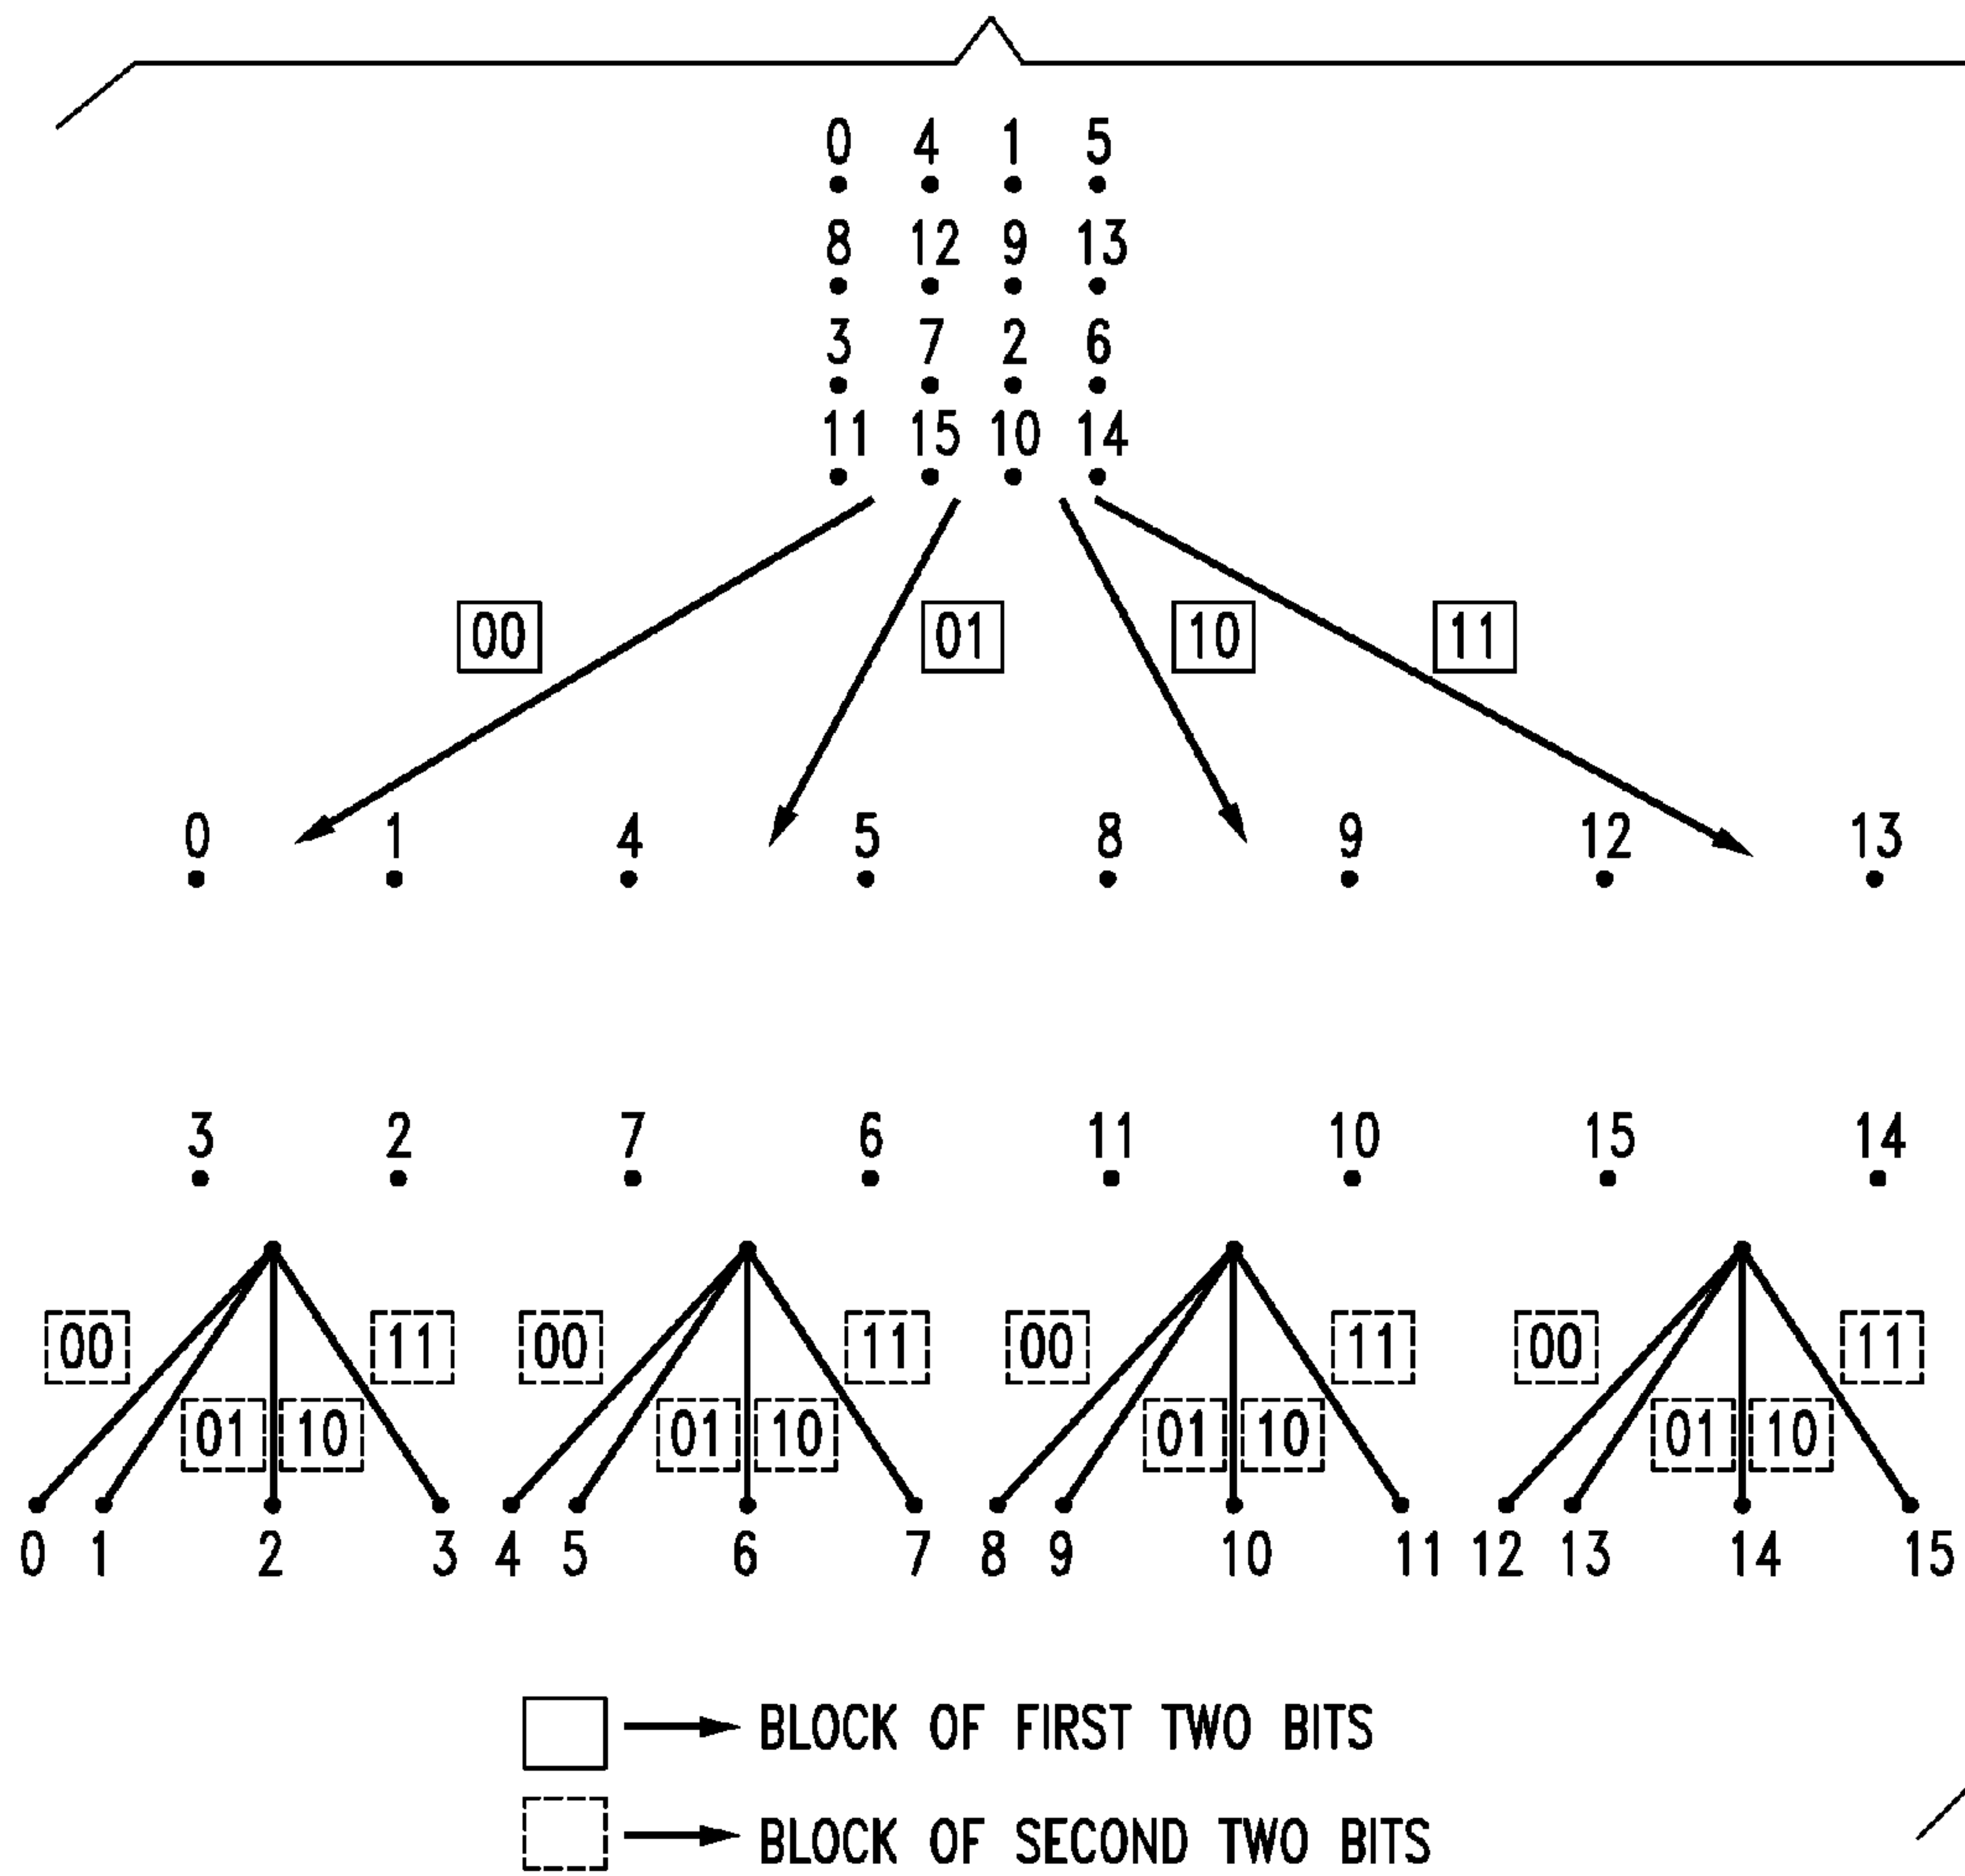 0 4 1 5
8 12 9 13
3 7 2 6
11 15 10 14
00 01 10 11
0 1 4 5 8 9 12 13
3 2 7 6 11 10 15 14
00 11 00 11 00 11 00 11
01 10 01 10 01 10 01 10
0 1 2 3 4 5 6 7 8 9 10 11 12 13 14 15
BLOCK OF FIRST TWO BITS
BLOCK OF SECOND TWO BITS